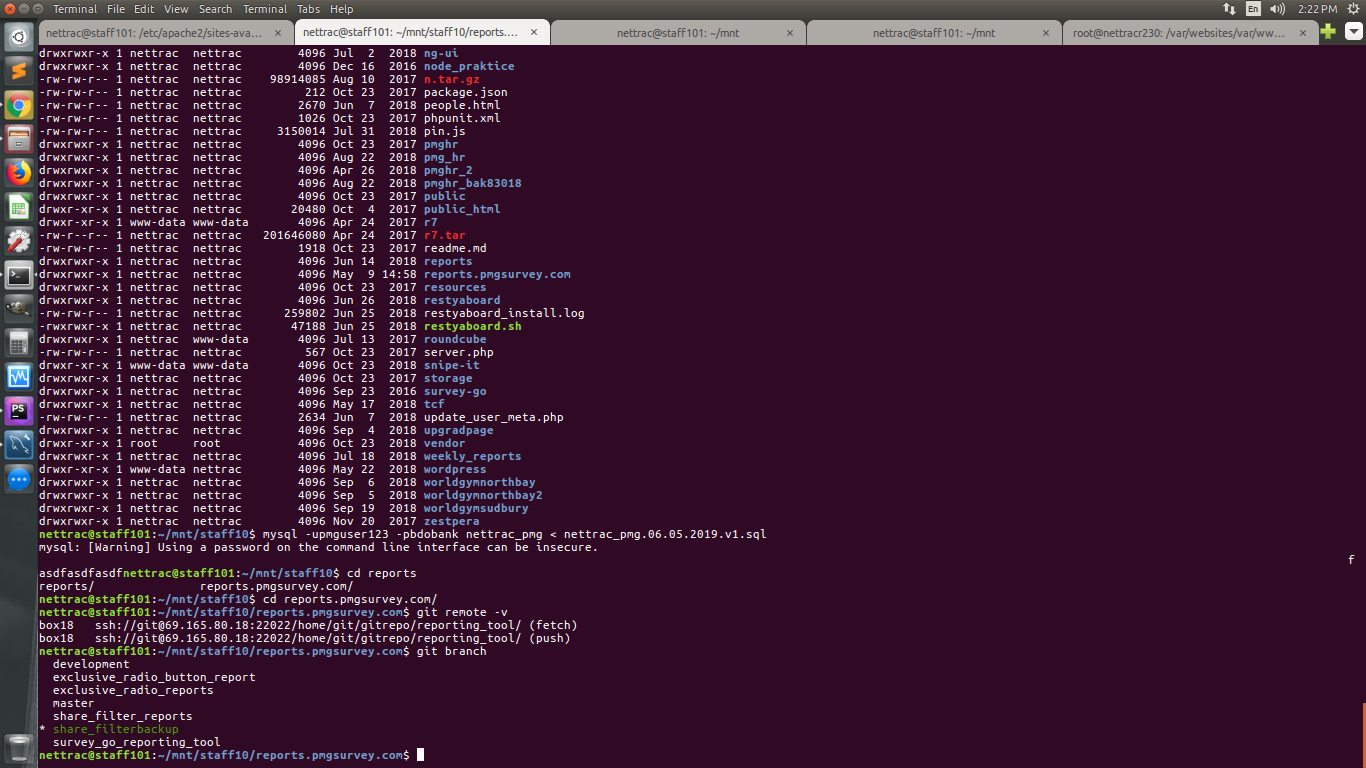 Terminal File Edit View Search Terminal Tabs Help En 2:22 PM
nettrac@staff101: /etc/apache2/sites-ava... × nettrac@staff101: ~/mnt/staff10/reports.... × nettrac@staff101: ~/mnt × nettrac@staff101: ~/mnt × root@nettracr230: /var/websites/var/ww... ×
drwxrwxr-x 1 nettrac nettrac 4096 Jul 2 2018 ng-ui
drwxrwxr-x 1 nettrac nettrac 4096 Dec 16 2016 node_praktice
-rw-rw-r-- 1 nettrac nettrac 98914085 Aug 10 2017 n.tar.gz
-rw-rw-r-- 1 nettrac nettrac 212 Oct 23 2017 package.json
-rw-rw-r-- 1 nettrac nettrac 2670 Jun 7 2018 people.html
-rw-rw-r-- 1 nettrac nettrac 1026 Oct 23 2017 phpunit.xml
-rw-rw-r-- 1 nettrac nettrac 3150014 Jul 31 2018 pin.js
drwxrwxr-x 1 nettrac nettrac 4096 Oct 23 2017 pmghr
drwxrwxr-x 1 nettrac nettrac 4096 Aug 22 2018 pmg_hr
drwxrwxr-x 1 nettrac nettrac 4096 Apr 26 2018 pmghr_2
drwxrwxr-x 1 nettrac nettrac 4096 Aug 22 2018 pmghr_bak83018
drwxrwxr-x 1 nettrac nettrac 4096 Oct 23 2017 public
drwxr-xr-x 1 nettrac nettrac 20480 Oct 4 2017 public_html
drwxr-xr-x 1 www-data www-data 4096 Apr 24 2017 r7
-rw-r--r-- 1 nettrac nettrac 201646080 Apr 24 2017 r7.tar
-rw-rw-r-- 1 nettrac nettrac 1918 Oct 23 2017 readme.md
drwxrwxr-x 1 nettrac nettrac 4096 Jun 14 2018 reports
drwxrwxr-x 1 nettrac nettrac 4096 May 9 14:58 reports.pmgsurvey.com
drwxrwxr-x 1 nettrac nettrac 4096 Oct 23 2017 resources
drwxrwxr-x 1 nettrac nettrac 4096 Jun 26 2018 restyaboard
-rw-rw-r-- 1 nettrac nettrac 259802 Jun 25 2018 restyaboard_install.log
-rwxrwxr-x 1 nettrac nettrac 47188 Jun 25 2018 restyaboard.sh
drwxrwxr-x 1 nettrac www-data 4096 Jul 13 2017 roundcube
-rw-rw-r-- 1 nettrac nettrac 567 Oct 23 2017 server.php
drwxrwxr-x 1 www-data www-data 4096 Oct 23 2018 snipe-it
drwxrwxr-x 1 nettrac nettrac 4096 Oct 23 2017 storage
drwxrwxr-x 1 nettrac nettrac 4096 Sep 23 2016 survey-go
drwxrwxr-x 1 nettrac nettrac 4096 May 17 2018 tcf
-rw-rw-r-- 1 nettrac nettrac 2634 Jun 7 2018 update_user_meta.php
drwxrwxr-x 1 nettrac nettrac 4096 Sep 4 2018 upgradpage
drwxr-xr-x 1 root root 4096 Oct 23 2018 vendor
drwxrwxr-x 1 nettrac nettrac 4096 Jul 18 2018 weekly_reports
drwxr-xr-x 1 www-data nettrac 4096 May 22 2018 wordpress
drwxrwxr-x 1 nettrac nettrac 4096 Sep 6 2018 worldgymnorthbay
drwxrwxr-x 1 nettrac nettrac 4096 Sep 5 2018 worldgymnorthbay2
drwxrwxr-x 1 nettrac nettrac 4096 Sep 19 2018 worldgymsudbury
drwxrwxr-x 1 nettrac nettrac 4096 Nov 20 2017 zestpera
nettrac@staff101:~/mnt/staff10$ mysql -upmguser123 -pbdobank nettrac_pmg < nettrac_pmg.06.05.2019.v1.sql
mysql: [Warning] Using a password on the command line interface can be insecure.
f
asdfasdfasdfnettrac@staff101:~/mnt/staff10$ cd reports
reports/ reports.pmgsurvey.com/
nettrac@staff101:~/mnt/staff10$ cd reports.pmgsurvey.com/
nettrac@staff101:~/mnt/staff10/reports.pmgsurvey.com$ git remote -v
box18 ssh://git@69.165.80.18:22022/home/git/gitrepo/reporting_tool/ (fetch)
box18 ssh://git@69.165.80.18:22022/home/git/gitrepo/reporting_tool/ (push)
nettrac@staff101:~/mnt/staff10/reports.pmgsurvey.com$ git branch
development
exclusive_radio_button_report
exclusive_radio_reports
master
share_filter_reports
* share_filterbackup
survey_go_reporting_tool
nettrac@staff101:~/mnt/staff10/reports.pmgsurvey.com$